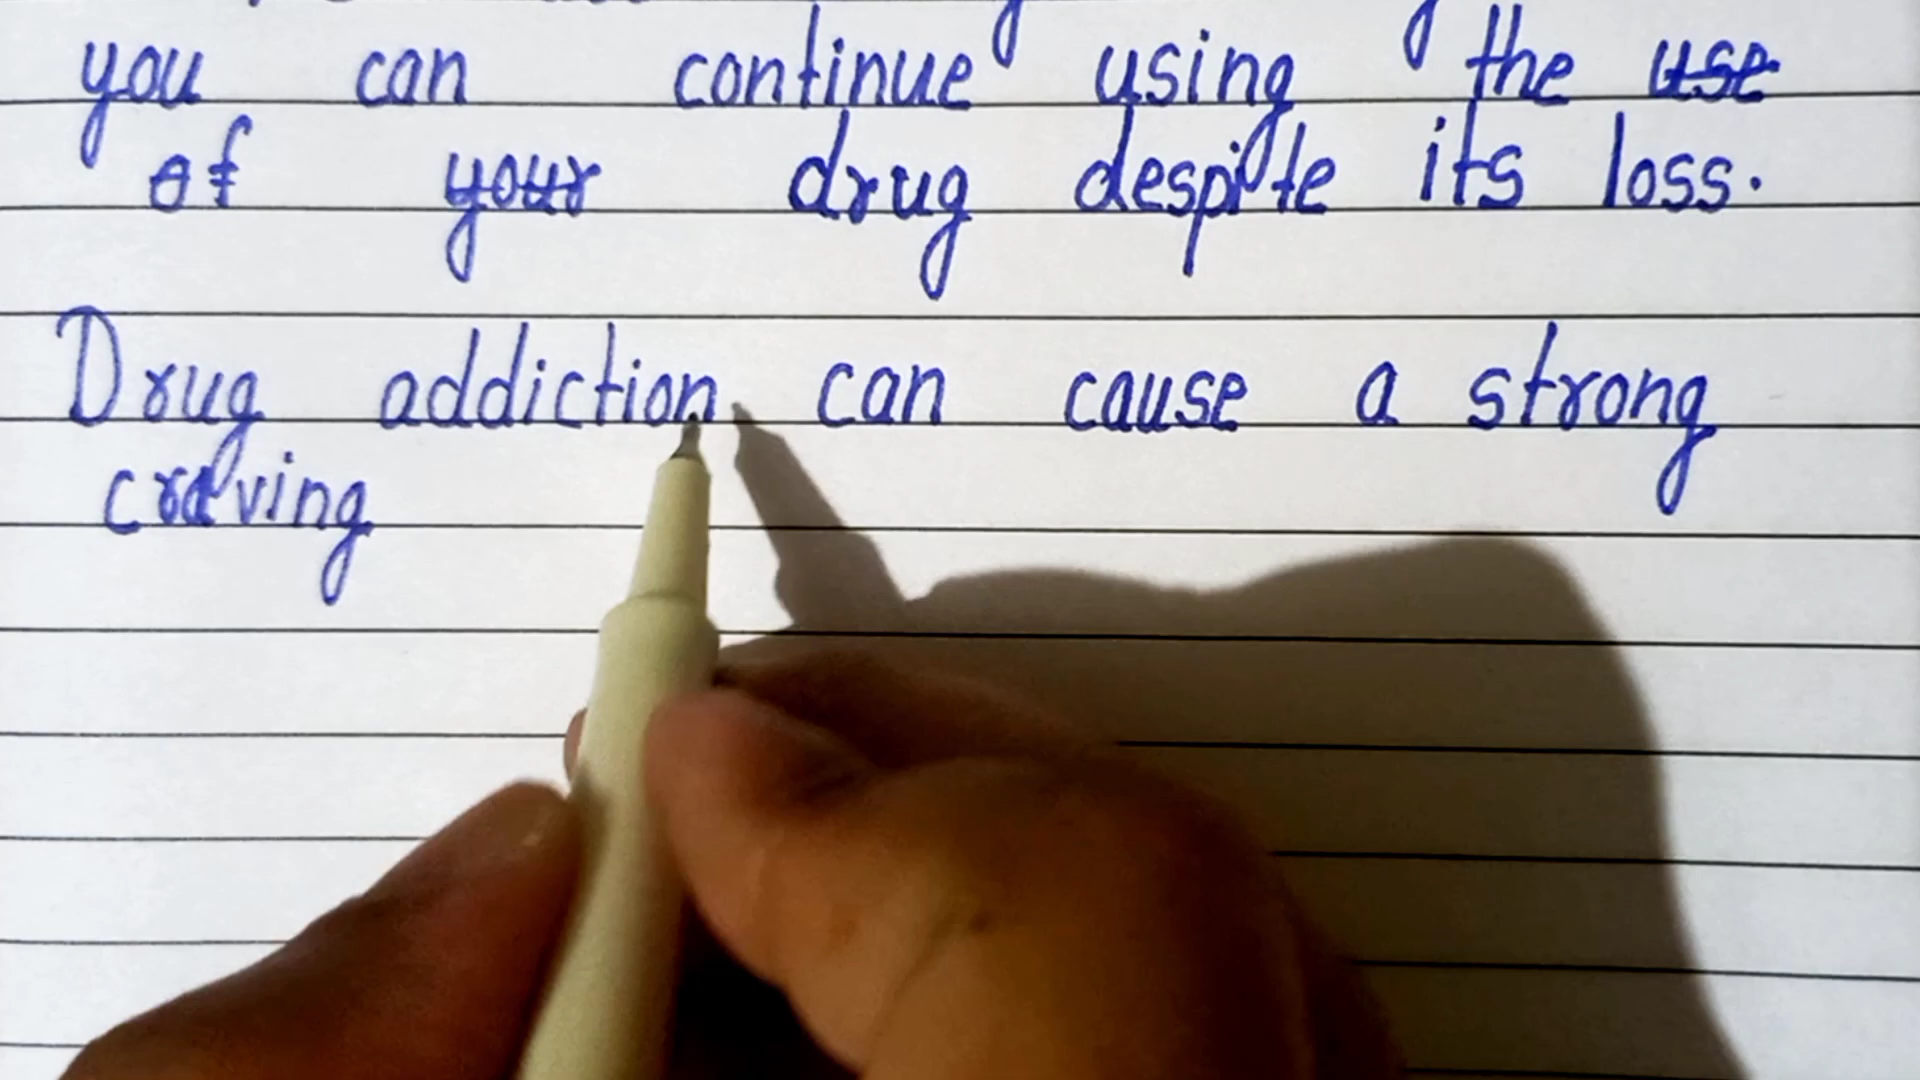 you can continue using the use
of your drug despite its loss.
Drug addiction can cause a strong
craving